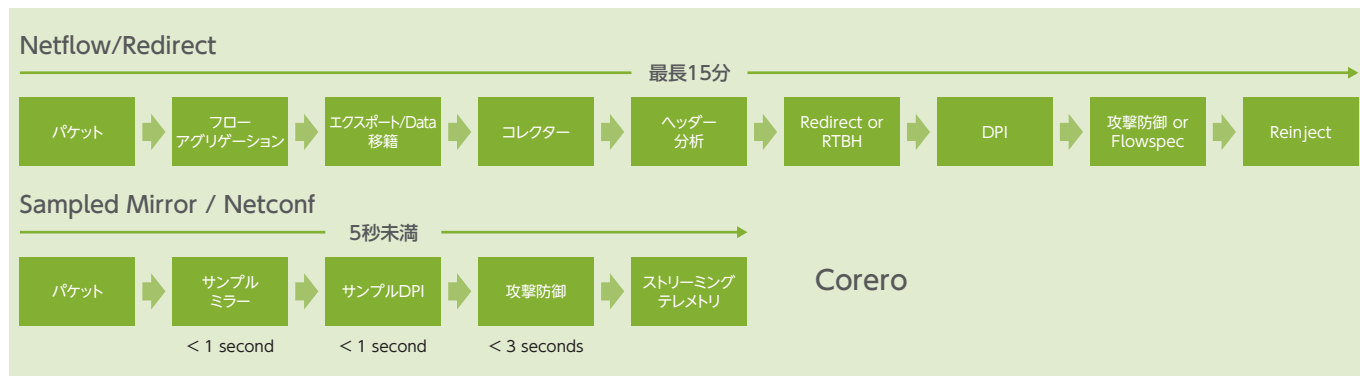 Netflow/Redirect
最長15分
パケット
フロー
アグリゲーション
エクスポート/Data
移籍
コレクター
ヘッダー
分析
Redirect or
RTBH
DPI
攻撃防御 or
Flowspec
Reinject
Sampled Mirror / Netconf
5秒未満
パケット
サンプル
ミラー
サンプルDPI
攻撃防御
ストリーミング
テレメトリ
Corero
< 1 second
< 1 second
< 3 seconds